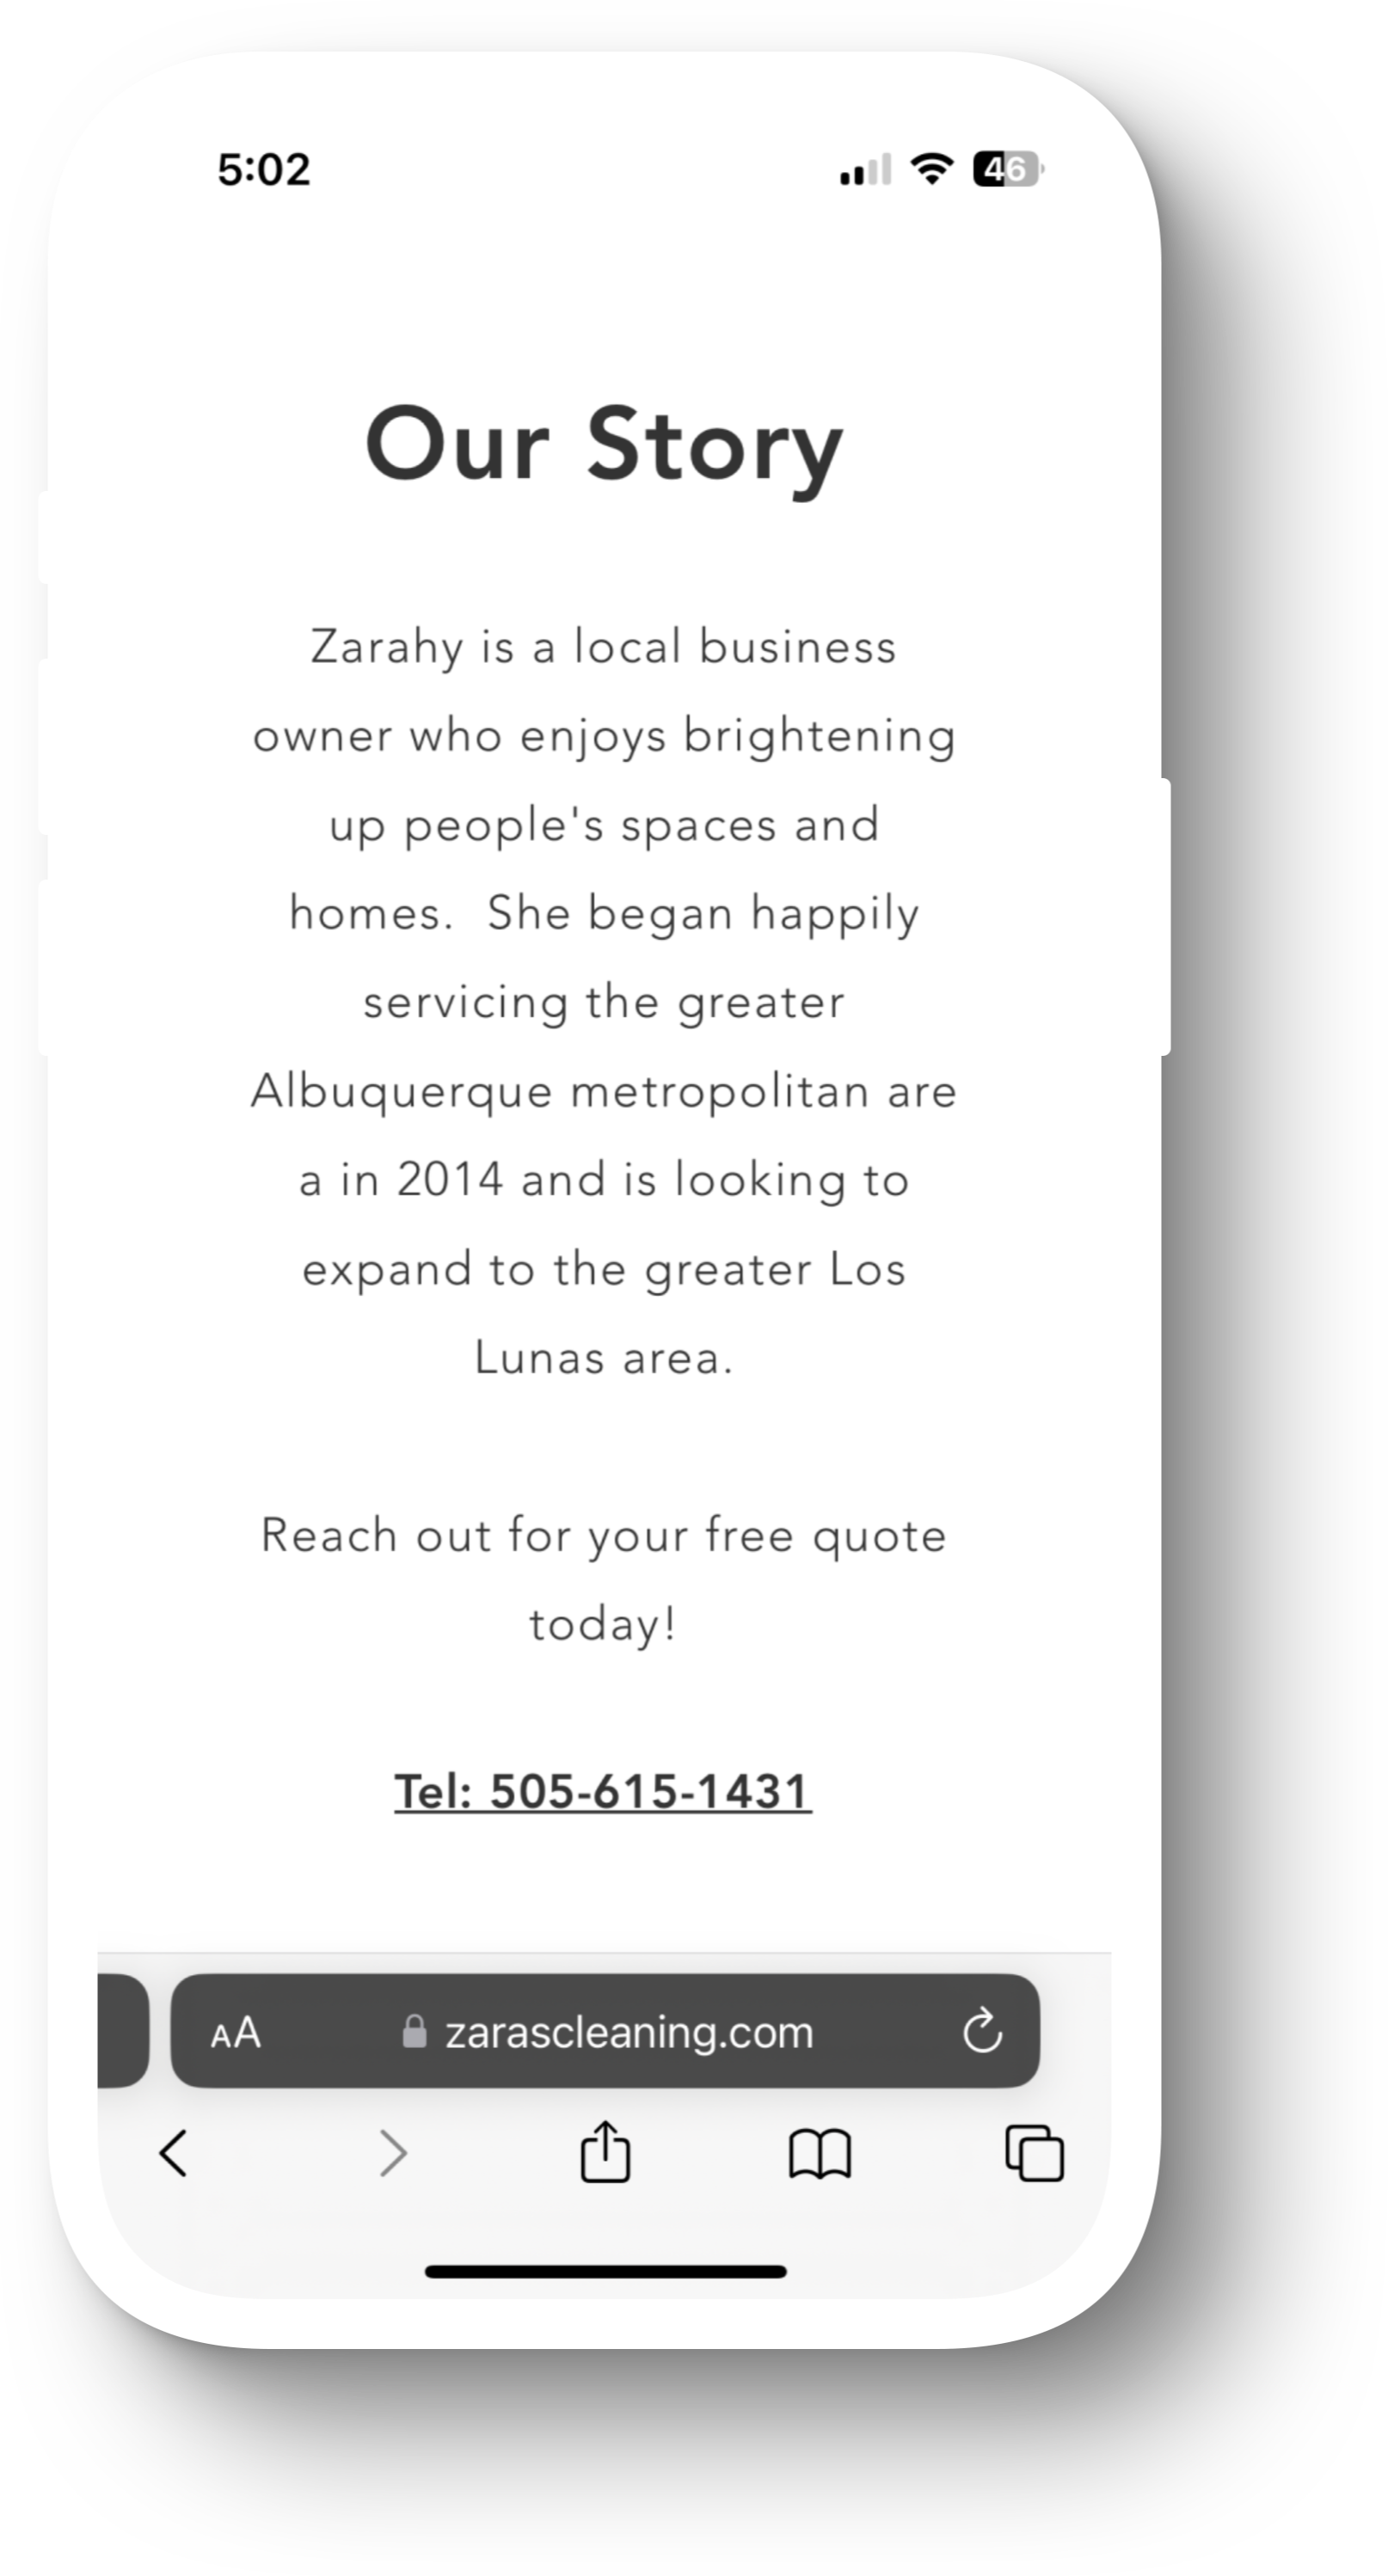 5:02
46
Our Story
Zarahy is a local business
owner who enjoys brightening
up people's spaces and
homes.  She began happily
servicing the greater
Albuquerque metropolitan are
a in 2014 and is looking to
expand to the greater Los
Lunas area.
Reach out for your free quote
today!
Tel: 505-615-1431
AA zarascleaning.com